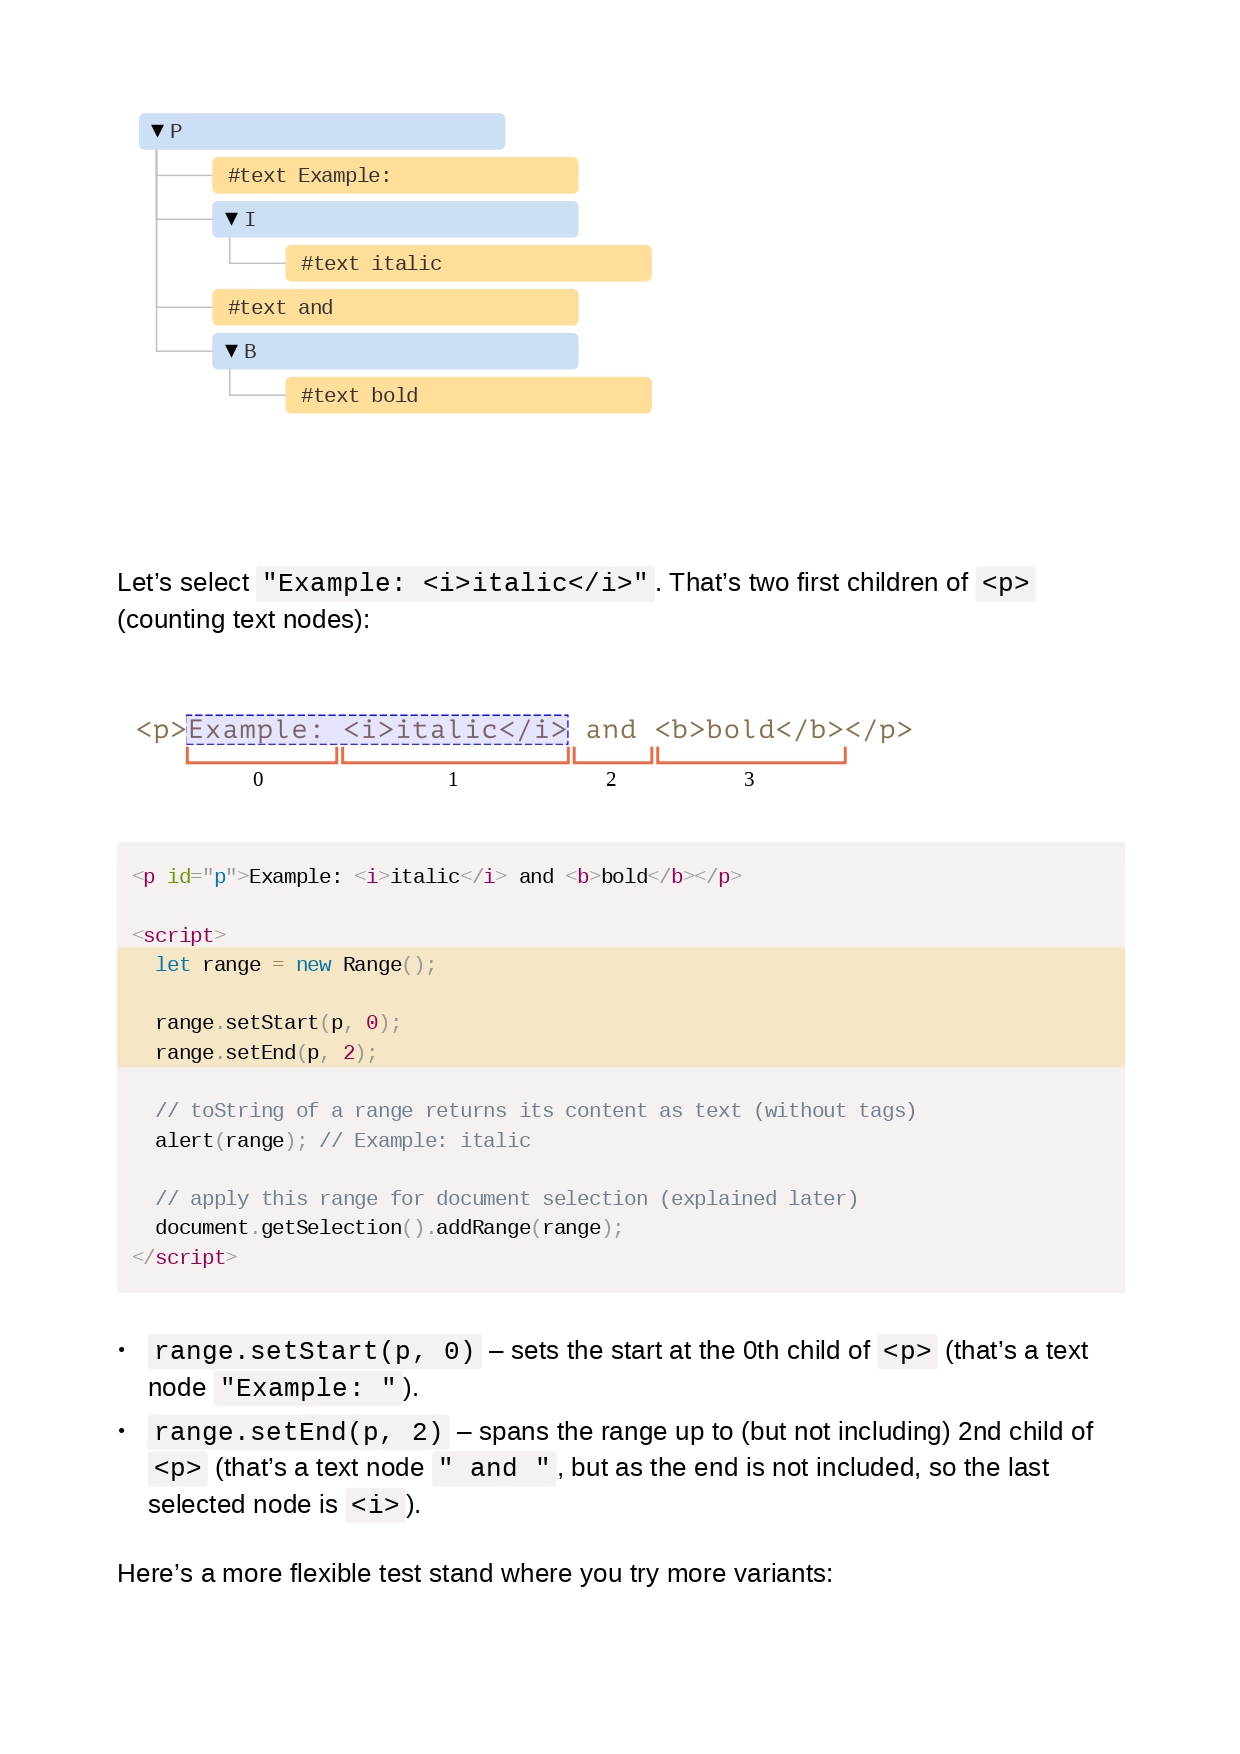 ▼ P
#text Example:
▼ I
#text italic
#text and
▼ B
#text bold
Let’s select "Example: <i>italic</i>". That’s two first children of <p>
(counting text nodes):
<p>Example: <i>italic</i> and <b>bold</b></p>
0 1 2 3
<p id="p">Example: <i>italic</i> and <b>bold</b></p>
<script>
let range = new Range();
range.setStart(p, 0);
range.setEnd(p, 2);
// toString of a range returns its content as text (without tags)
alert(range); // Example: italic
// apply this range for document selection (explained later)
document.getSelection().addRange(range);
</script>
• range.setStart(p, 0) – sets the start at the 0th child of <p> (that’s a text
node "Example: ").
• range.setEnd(p, 2) – spans the range up to (but not including) 2nd child of
<p> (that’s a text node " and ", but as the end is not included, so the last
selected node is <i>).
Here’s a more flexible test stand where you try more variants: